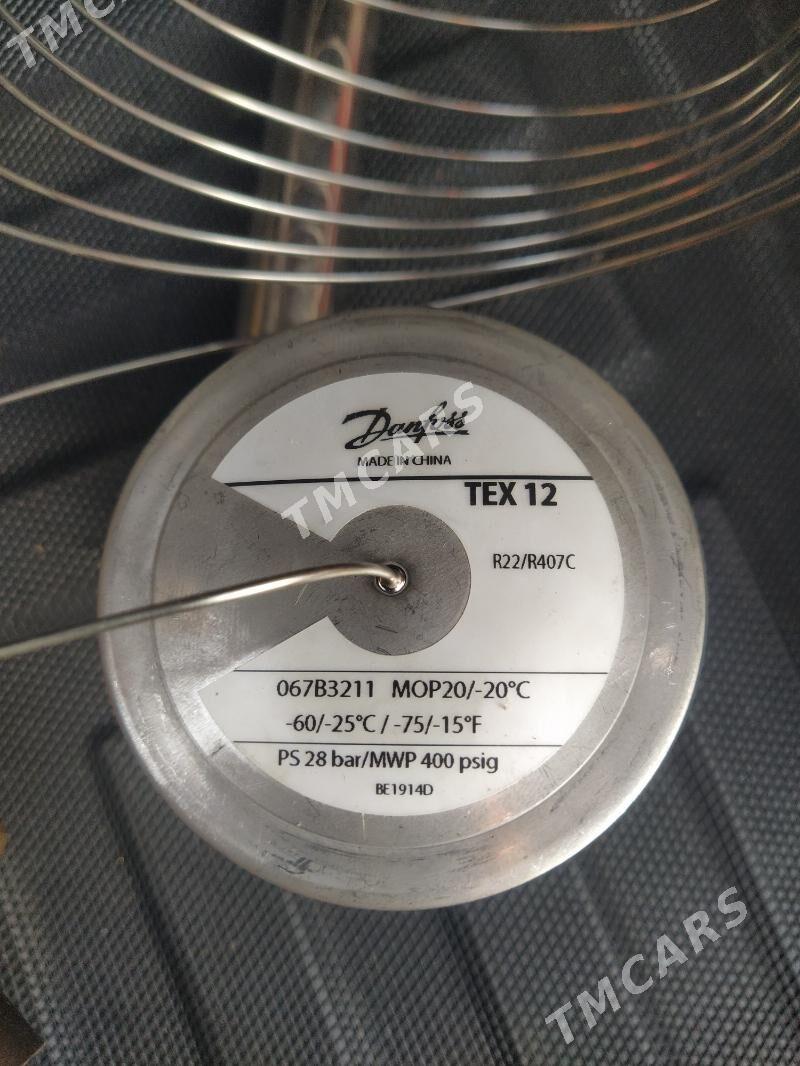 TMCARS
Danfoss
MADE IN CHINA
TEX 12
TMCARS
R22/R407C
067B3211 MOP20/-20°C
-60/-25°C / -75/-15°F
PS 28 bar/MWP 400 psig
BE1914D
TMCARS